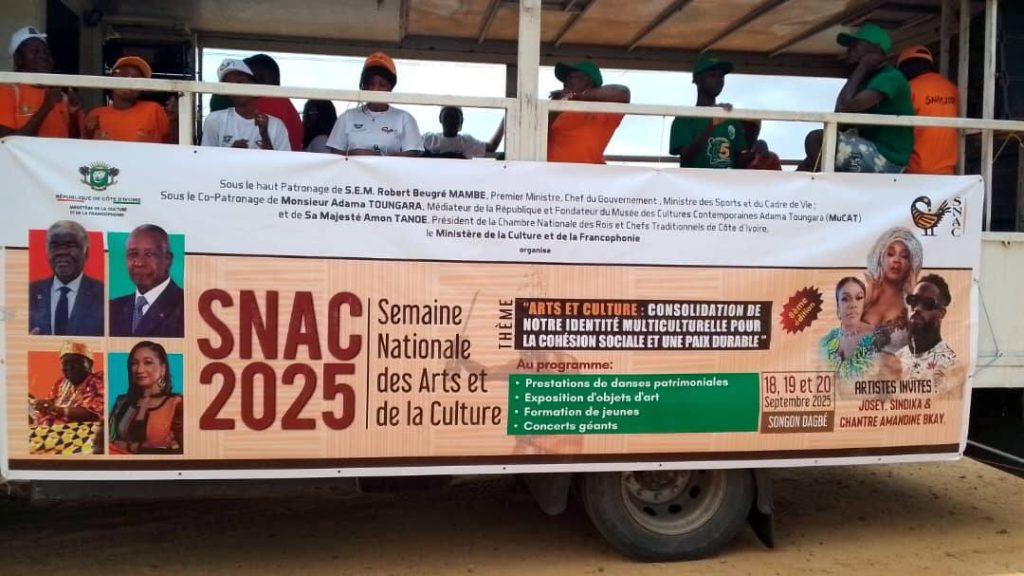 Sous le haut Patronage de S.E.M. Robert Beugré MAMBE, Premier Ministre, Chef du Gouvernement , Ministre des Sports et du Cadre de Vie ;
Sous le Co-Patronage de Monsieur Adama TOUNGARA, Médiateur de la République et Fondateur du Musée des Cultures Contemporaines Adama Toungara (MuCAT)
et de Sa Majesté Amon TANOE, Président de la Chambre Nationale des Rois et Chefs Traditionnels de Côte d'Ivoire,
le Ministère de la Culture et de la Francophonie
organise
RÉPUBLIQUE DE CÔTE D'IVOIRE
MINISTÈRE DE LA CULTURE
ET DE LA FRANCOPHONIE
SNAC
SNAC
2025
Semaine
Nationale
des Arts et
de la Culture
THÈME
"ARTS ET CULTURE : CONSOLIDATION DE
NOTRE IDENTITÉ MULTICULTURELLE POUR
LA COHÉSION SOCIALE ET UNE PAIX DURABLE"
8ème édition
Au programme:
• Prestations de danses patrimoniales
• Exposition d'objets d'art
• Formation de jeunes
• Concerts géants
18, 19 et 20
Septembre 2025
SONGON DAGBÉ
ARTISTES INVITÉS
JOSEY, SINDIKA &
CHANTRE AMANDINE BKAY.